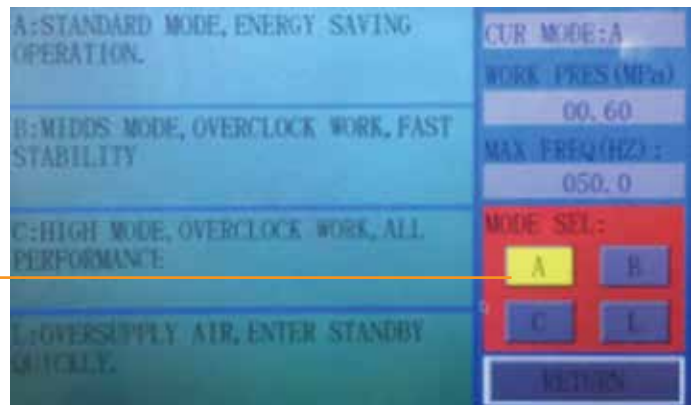 A:STANDARD MODE,ENERGY SAVING
OPERATION.
B:MIDDS MODE,OVERCLOCK WORK,FAST
STABILITY
C:HIGH MODE,OVERCLOCK WORK,ALL
PERFORMANCE
L:OVERSUPPLY AIR,ENTER STANDBY
QUICKLY.
CUR MODE:A
WORK PRES(MPa)
00.60
MAX FREQ(HZ):
050.0
MODE SEL:
A B
C L
RETURN